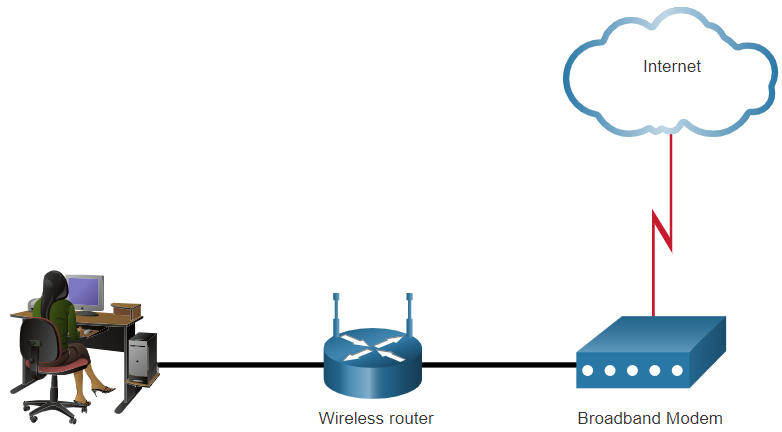 Internet
Wireless router
Broadband Modem